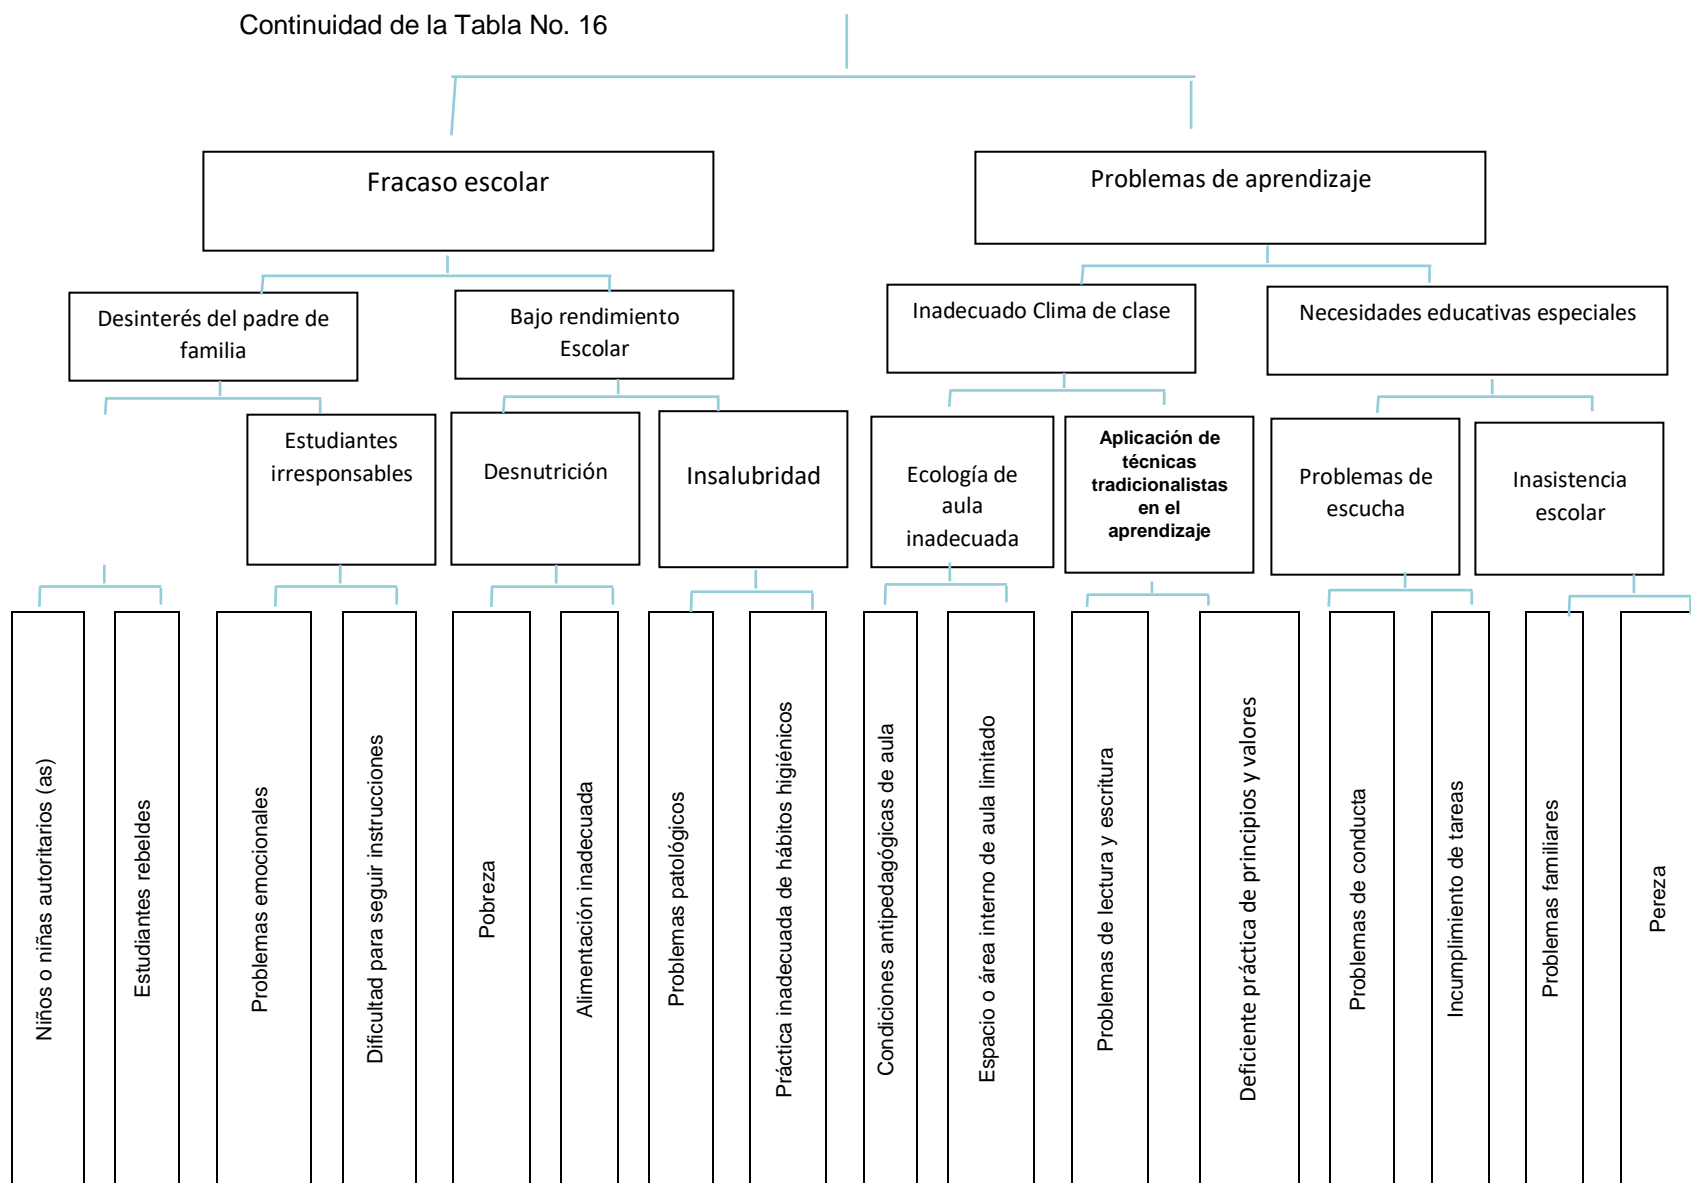 Continuidad de la Tabla No. 16
Fracaso escolar
Problemas de aprendizaje
Desinterés del padre de
familia
Bajo rendimiento
Escolar
Inadecuado Clima de clase
Necesidades educativas especiales
Estudiantes
irresponsables
Desnutrición
Insalubridad
Ecología de
aula
inadecuada
Aplicación de
técnicas
tradicionalistas
en el
aprendizaje
Problemas de
escucha
Inasistencia
escolar
Niños o niñas autoritarios (as)
Estudiantes rebeldes
Problemas emocionales
Dificultad para seguir instrucciones
Pobreza
Alimentación inadecuada
Problemas patológicos
Práctica inadecuada de hábitos higiénicos
Condiciones antipedagógicas de aula
Espacio o área interno de aula limitado
Problemas de lectura y escritura
Deficiente práctica de principios y valores
Problemas de conducta
Incumplimiento de tareas
Problemas familiares
Pereza